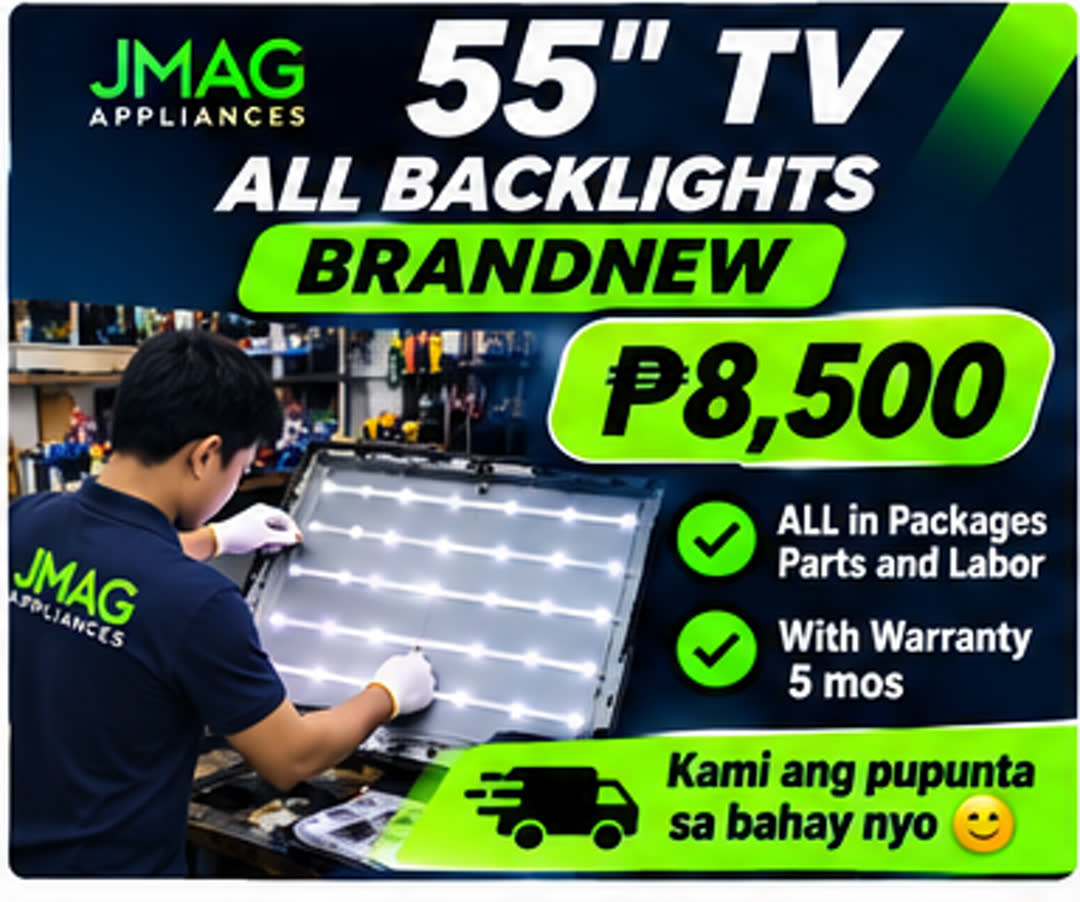 JMAG
APPLIANCES
55" TV
ALL BACKLIGHTS
BRANDNEW
₱8,500
ALL in Packages
Parts and Labor
With Warranty
5 mos
JMAG
APPLIANCES
Kami ang pupunta
sa bahay nyo 😊